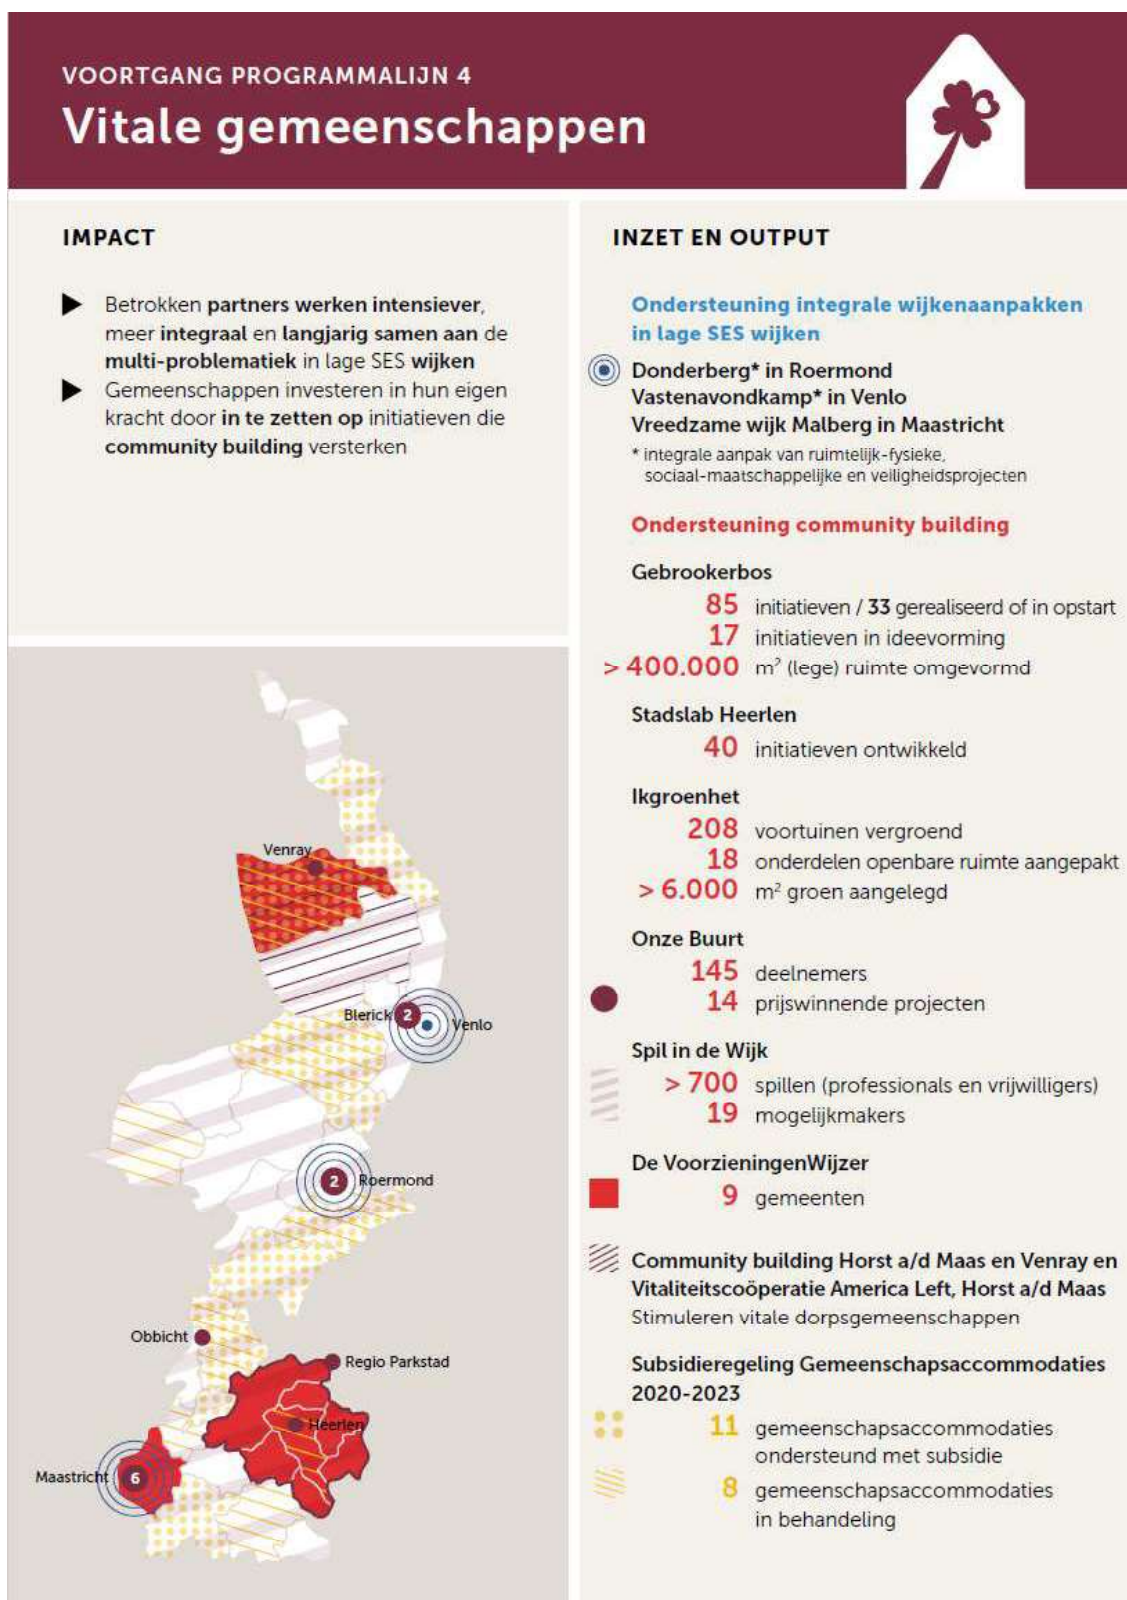 VOORTGANG PROGRAMMALIJN 4
Vitale gemeenschappen
IMPACT
Betrokken partners werken intensiever,
meer integraal en langjarig samen aan de
multi-problematiek in lage SES wijken
Gemeenschappen investeren in hun eigen
kracht door in te zetten op initiatieven die
community building versterken
Venray
Blerick
2
Venlo
2
Roermond
Obbicht
Regio Parkstad
Heerlen
Maastricht
6
INZET EN OUTPUT
Ondersteuning integrale wijkenaanpakken
in lage SES wijken
Donderberg* in Roermond
Vastenavondkamp* in Venlo
Vreedzame wijk Malberg in Maastricht
* integrale aanpak van ruimtelijk-fysieke,
sociaal-maatschappelijke en veiligheidsprojecten
Ondersteuning community building
Gebrookerbos
85 initiatieven / 33 gerealiseerd of in opstart
17 initiatieven in ideevorming
> 400.000 m² (lege) ruimte omgevormd
Stadslab Heerlen
40 initiatieven ontwikkeld
Ikgroenhet
208 voortuinen vergroend
18 onderdelen openbare ruimte aangepakt
> 6.000 m² groen aangelegd
Onze Buurt
145 deelnemers
14 prijswinnende projecten
Spil in de Wijk
> 700 spillen (professionals en vrijwilligers)
19 mogelijkmakers
De VoorzieningenWijzer
9 gemeenten
Community building Horst a/d Maas en Venray en
Vitaliteitscoöperatie America Left, Horst a/d Maas
Stimuleren vitale dorpsgemeenschappen
Subsidieregeling Gemeenschapsaccommodaties
2020-2023
11 gemeenschapsaccommodaties
ondersteund met subsidie
8 gemeenschapsaccommodaties
in behandeling